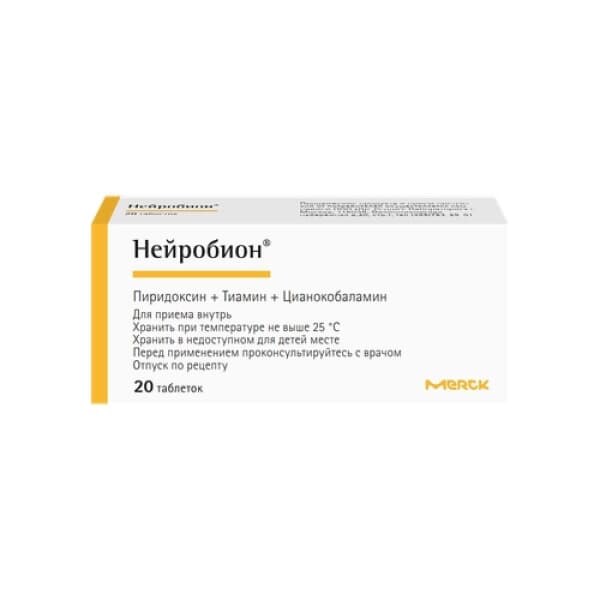 Нейробион®
20 таблеток
Нейробион®
Пиридоксин + Тиамин + Цианокобаламин
Для приема внутрь
Хранить при температуре не выше 25 °C
Хранить в недоступном для детей месте
Перед применением проконсультируйтесь с врачом
Отпуск по рецепту
20 таблеток
Merck